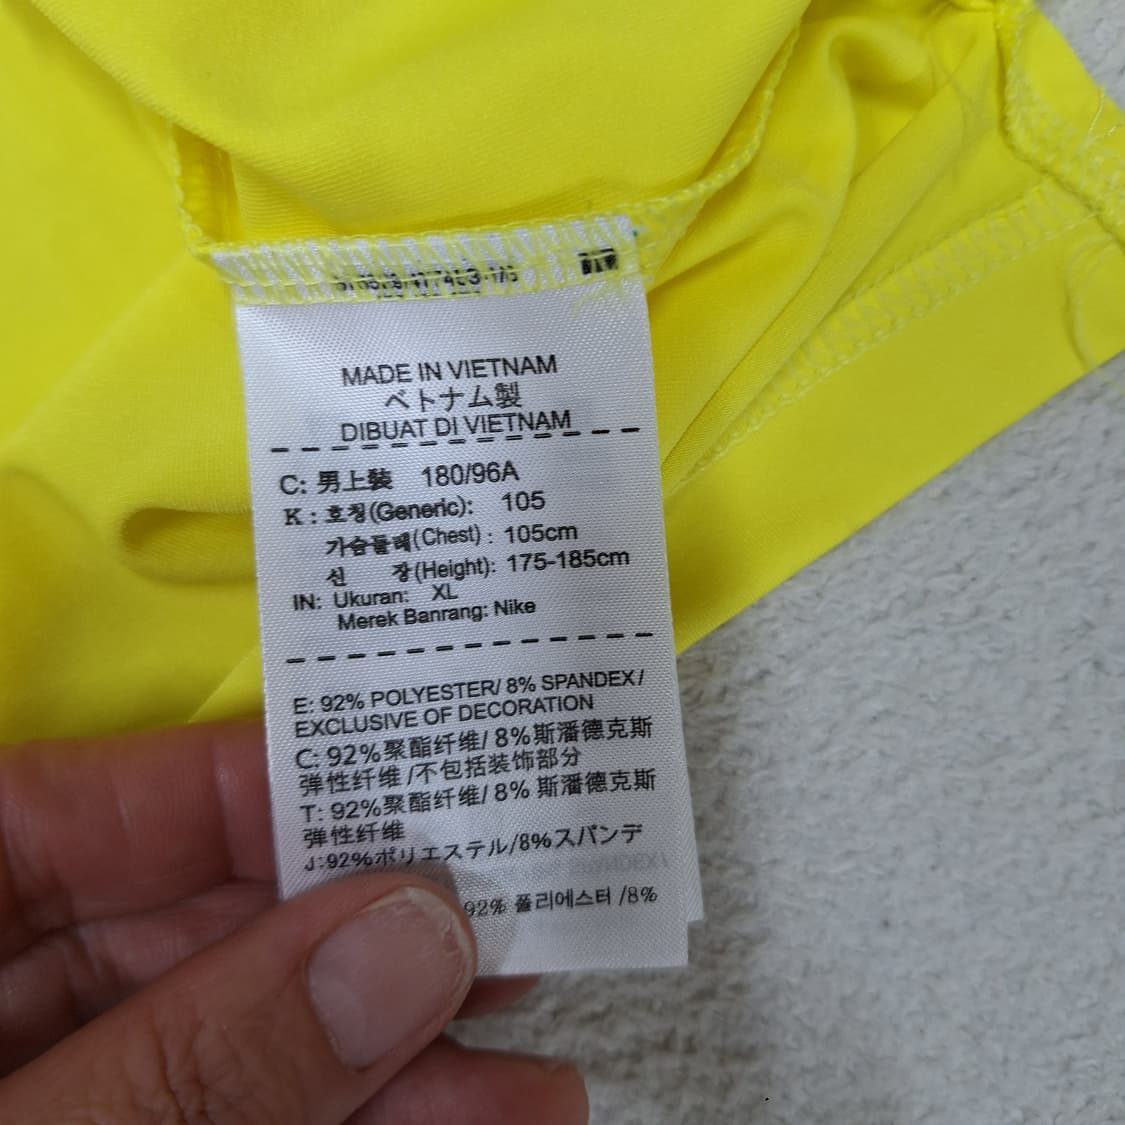 MADE IN VIETNAM
ベトナム製
DIBUAT DI VIETNAM
C: 男上裝 180/96A
K : 호칭(Generic): 105
가슴둘레(Chest) : 105cm
신 장(Height): 175-185cm
IN: Ukuran: XL
Merek Banrang: Nike
E: 92% POLYESTER/ 8% SPANDEX/
EXCLUSIVE OF DECORATION
C: 92%聚酯纤维/ 8%斯潘德克斯
弹性纤维 /不包括装饰部分
T: 92%聚酯纤维/ 8% 斯潘德克斯
弹性纤维
J:92%ポリエステル/8%スパンデ
92% 폴리에스터 /8%